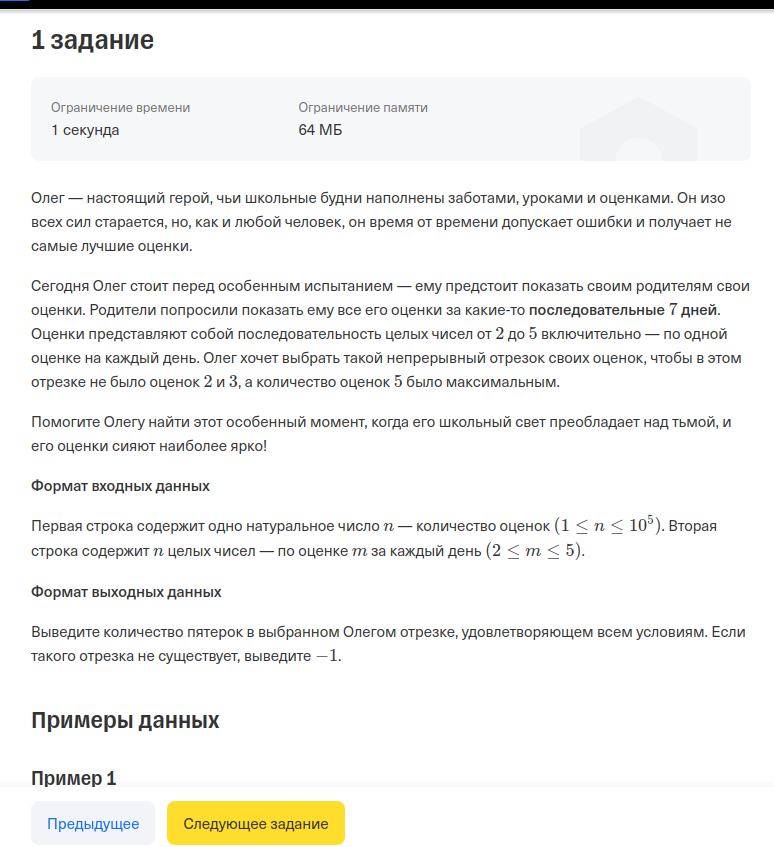 1 задание
Ограничение времени
1 секунда
Ограничение памяти
64 МБ
Олег — настоящий герой, чьи школьные будни наполнены заботами, уроками и оценками. Он изо
всех сил старается, но, как и любой человек, он время от времени допускает ошибки и получает не
самые лучшие оценки.
Сегодня Олег стоит перед особенным испытанием — ему предстоит показать своим родителям свои
оценки. Родители попросили показать ему все его оценки за какие-то последовательные 7 дней.
Оценки представляют собой последовательность целых чисел от 2 до 5 включительно — по одной
оценке на каждый день. Олег хочет выбрать такой непрерывный отрезок своих оценок, чтобы в этом
отрезке не было оценок 2 и 3, а количество оценок 5 было максимальным.
Помогите Олегу найти этот особенный момент, когда его школьный свет преобладает над тьмой, и
его оценки сияют наиболее ярко!
Формат входных данных
Первая строка содержит одно натуральное число n — количество оценок (1 ≤ n ≤ 10⁵). Вторая
строка содержит n целых чисел — по оценке m за каждый день (2 ≤ m ≤ 5).
Формат выходных данных
Выведите количество пятерок в выбранном Олегом отрезке, удовлетворяющем всем условиям. Если
такого отрезка не существует, выведите −1.
Примеры данных
Пример 1
Предыдущее
Следующее задание